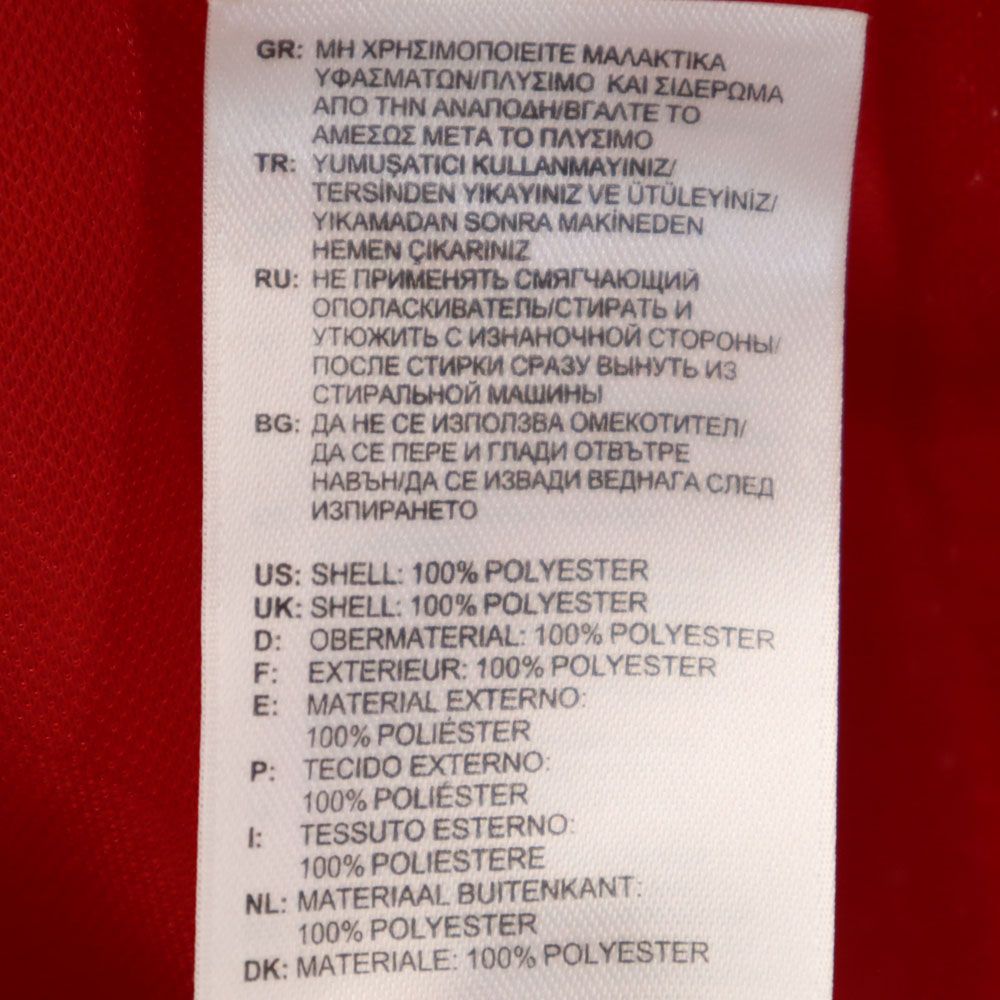 GR: ΜΗ ΧΡΗΣΙΜΟΠΟΙΕΙΤΕ ΜΑΛΑΚΤΙΚΑ
ΥΦΑΣΜΑΤΩΝ/ΠΛΥΣΙΜΟ ΚΑΙ ΣΙΔΕΡΩΜΑ
ΑΠΟ ΤΗΝ ΑΝΑΠΟΔΗ/ΒΓΑΛΤΕ ΤΟ
ΑΜΕΣΩΣ ΜΕΤΑ ΤΟ ΠΛΥΣΙΜΟ
TR: YUMUŞATICI KULLANMAYINIZ/
TERSİNDEN YIKAYINIZ VE ÜTÜLEYİNİZ/
YIKAMADAN SONRA MAKİNEDEN
HEMEN ÇIKARINIZ
RU: НЕ ПРИМЕНЯТЬ СМЯГЧАЮЩИЙ
ОПОЛАСКИВАТЕЛЬ/СТИРАТЬ И
УТЮЖИТЬ С ИЗНАНОЧНОЙ СТОРОНЫ/
ПОСЛЕ СТИРКИ СРАЗУ ВЫНУТЬ ИЗ
СТИРАЛЬНОЙ МАШИНЫ
BG: ДА НЕ СЕ ИЗПОЛЗВА ОМЕКОТИТЕЛ/
ДА СЕ ПЕРЕ И ГЛАДИ ОТВЪТРЕ
НАВЪН/ДА СЕ ИЗВАДИ ВЕДНАГА СЛЕД
ИЗПИРАНЕТО
US: SHELL: 100% POLYESTER
UK: SHELL: 100% POLYESTER
D: OBERMATERIAL: 100% POLYESTER
F: EXTERIEUR: 100% POLYESTER
E: MATERIAL EXTERNO:
100% POLIÉSTER
P: TECIDO EXTERNO:
100% POLIÉSTER
I: TESSUTO ESTERNO:
100% POLIESTERE
NL: MATERIAAL BUITENKANT:
100% POLYESTER
DK: MATERIALE: 100% POLYESTER